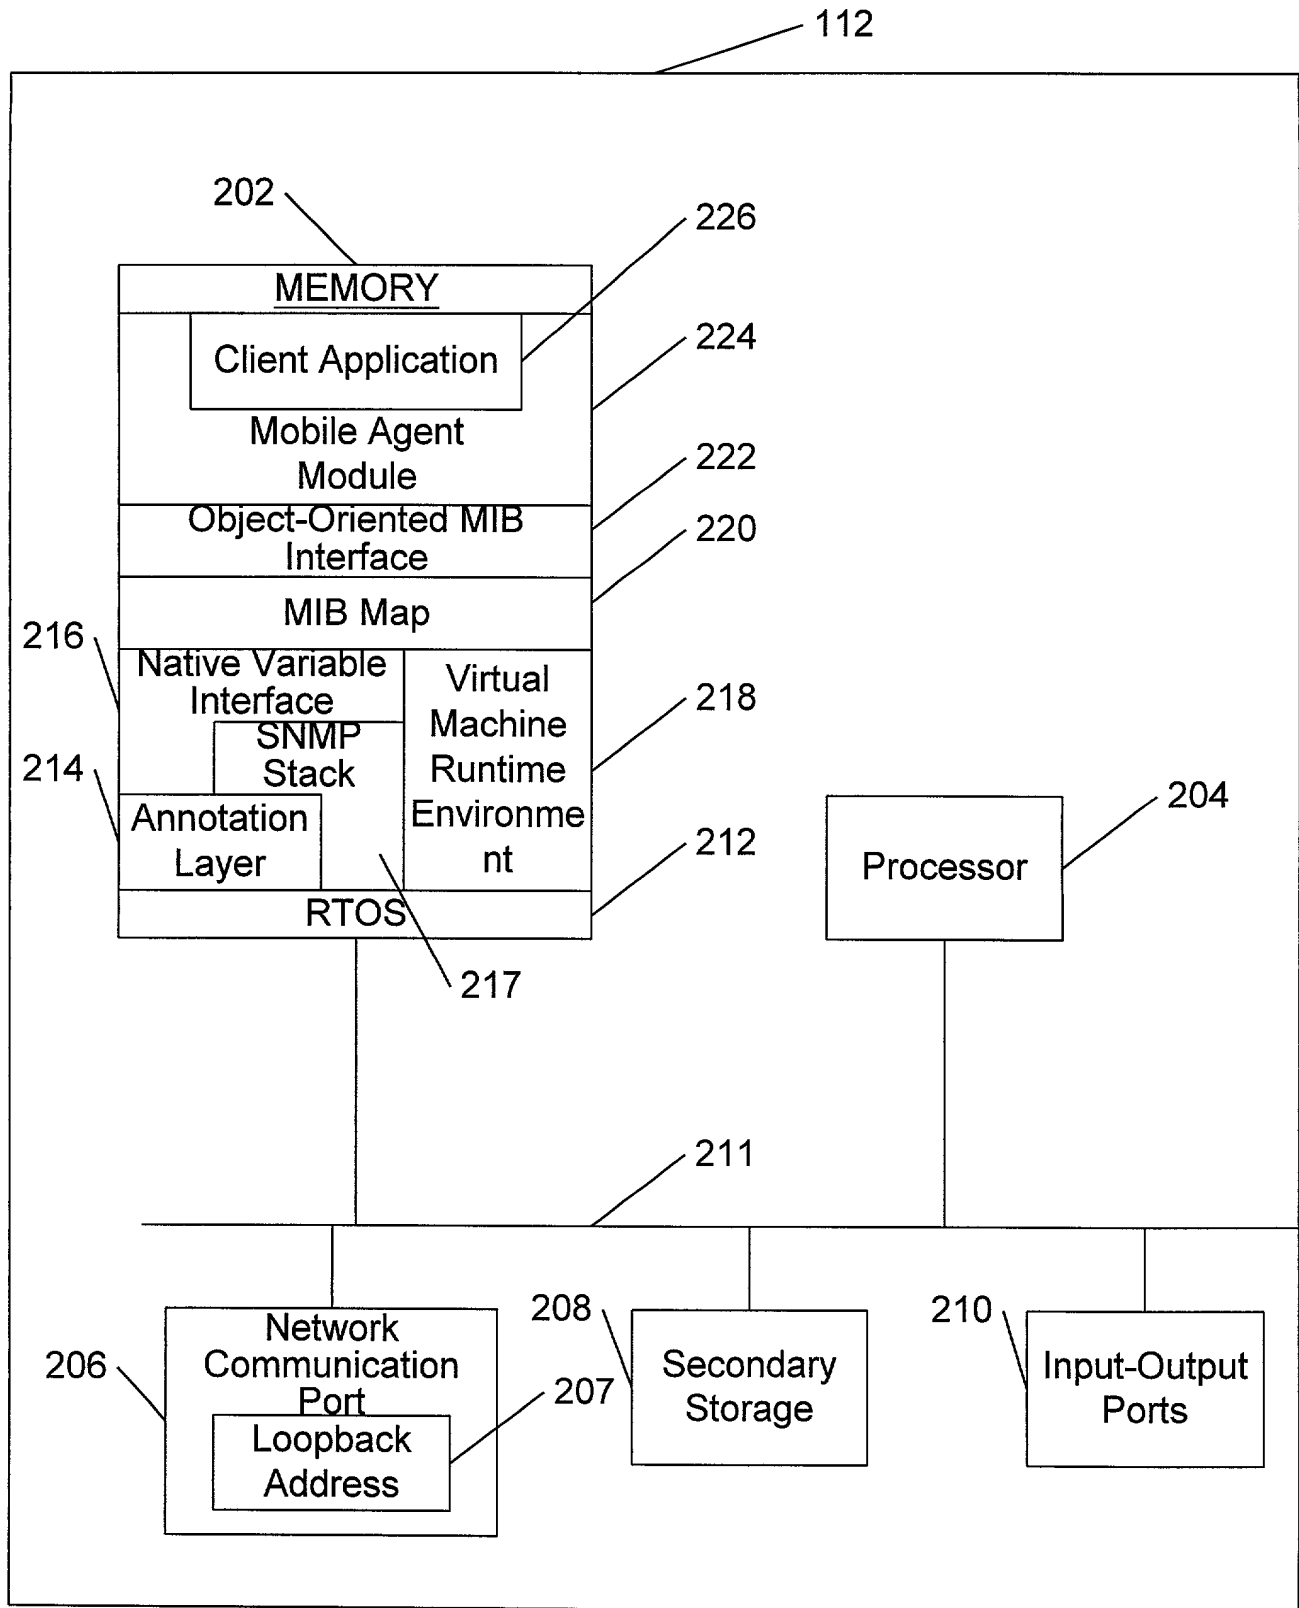 112
202
226
MEMORY
Client Application
224
Mobile Agent
Module
222
Object-Oriented MIB
Interface
220
MIB Map
216
Native Variable
Interface
Virtual
Machine
Runtime
Environme
nt
218
SNMP
Stack
214
Annotation
Layer
212
RTOS
217
204
Processor
211
206
Network
Communication
Port
207
Loopback
Address
208
Secondary
Storage
210
Input-Output
Ports